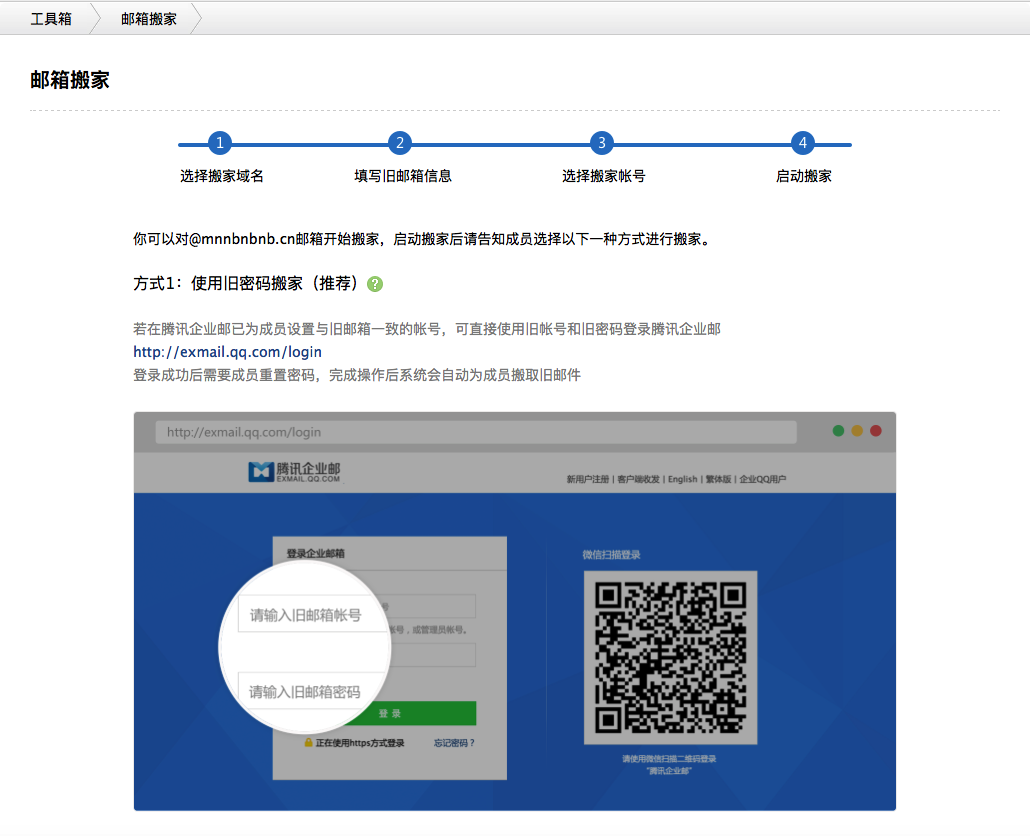 工具箱 邮箱搬家
邮箱搬家
1 2 3 4
选择搬家域名 填写旧邮箱信息 选择搬家帐号 启动搬家
你可以对@mnnbnbnb.cn邮箱开始搬家，启动搬家后请告知成员选择以下一种方式进行搬家。
方式1：使用旧密码搬家（推荐） ?
若在腾讯企业邮已为成员设置与旧邮箱一致的帐号，可直接使用旧帐号和旧密码登录腾讯企业邮
http://exmail.qq.com/login
登录成功后需要成员重置密码，完成操作后系统会自动为成员搬取旧邮件
http://exmail.qq.com/login
腾讯企业邮
EXMAIL.QQ.COM
新用户注册 | 客户端收发 | English | 繁体版 | 企业QQ用户
登录企业邮箱
微信扫描登录
请输入旧邮箱帐号 号
帐号，或管理员帐号。
请输入旧邮箱密码
登 录
正在使用https方式登录 忘记密码？
请使用微信扫描二维码登录
“腾讯企业邮”